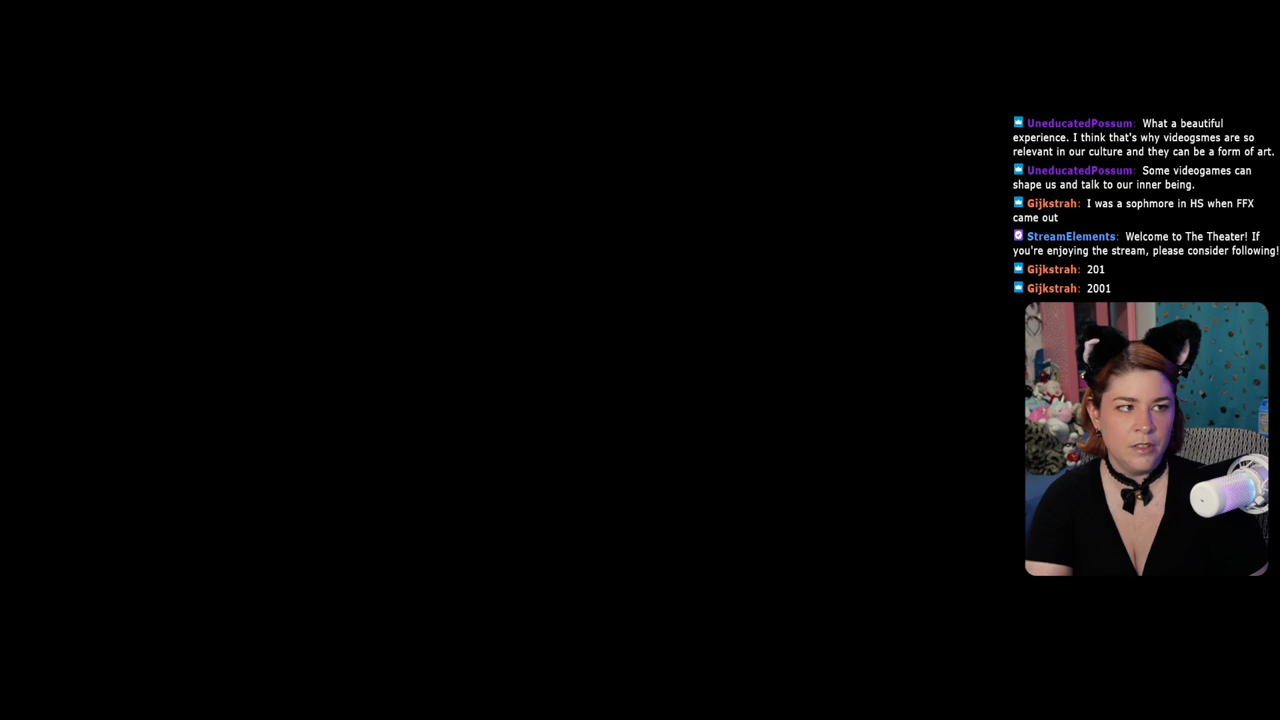 UneducatedPossum: What a beautiful
experience. I think that's why videogsmes are so
relevant in our culture and they can be a form of art.
UneducatedPossum: Some videogames can
shape us and talk to our inner being.
Gijkstrah: I was a sophmore in HS when FFX
came out
StreamElements: Welcome to The Theater! If
you're enjoying the stream, please consider following!
Gijkstrah: 201
Gijkstrah: 2001